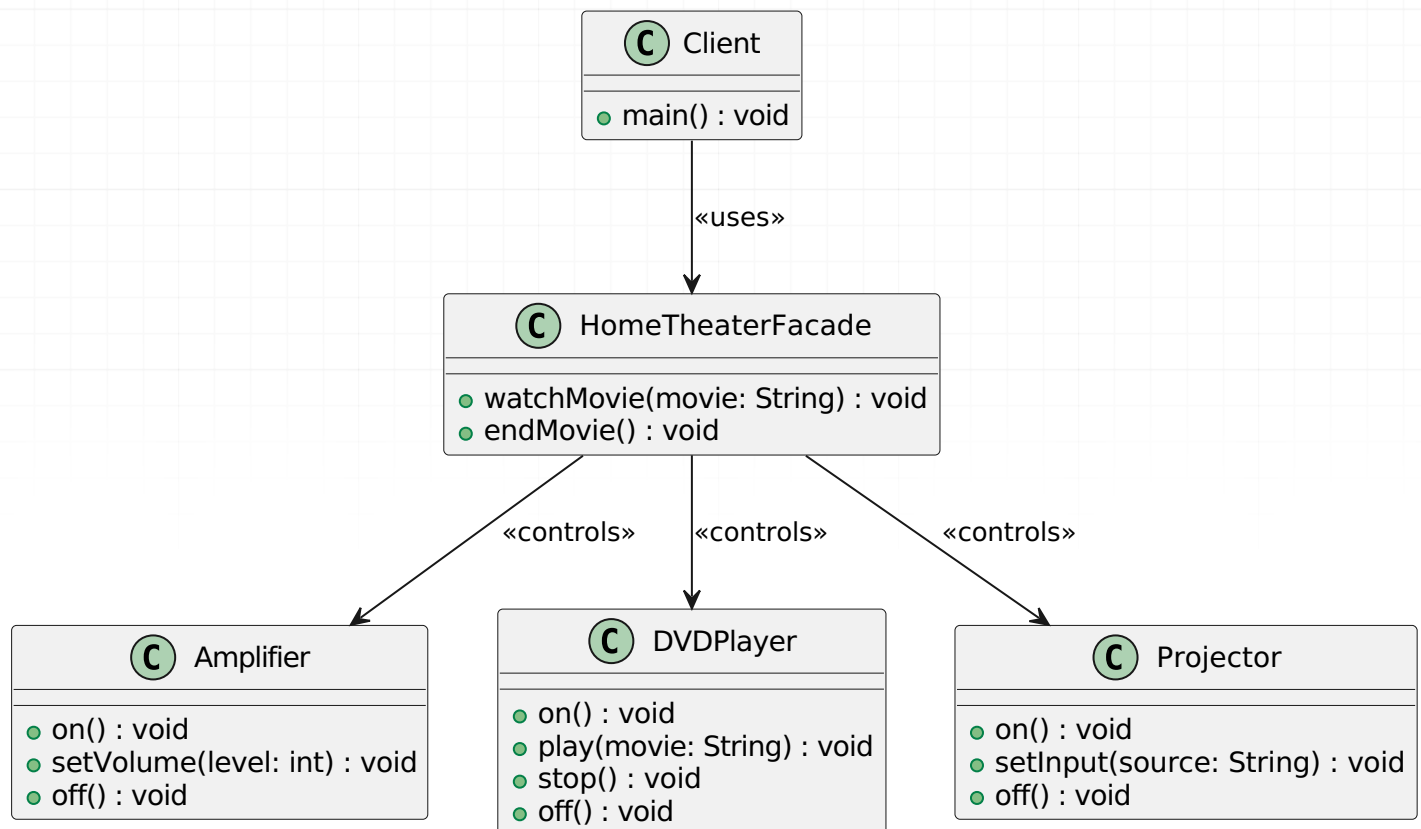 C Client
main() : void
«uses»
C HomeTheaterFacade
watchMovie(movie: String) : void
endMovie() : void
«controls» «controls» «controls»
C Amplifier
on() : void
setVolume(level: int) : void
off() : void
C DVDPlayer
on() : void
play(movie: String) : void
stop() : void
off() : void
C Projector
on() : void
setInput(source: String) : void
off() : void